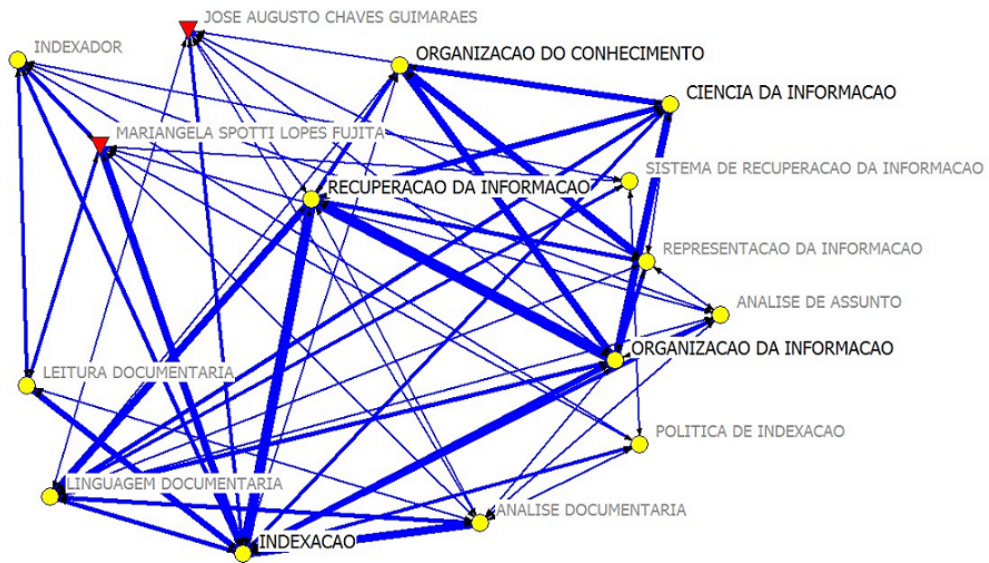 JOSE AUGUSTO CHAVES GUIMARAES
INDEXADOR
ORGANIZACAO DO CONHECIMENTO
CIENCIA DA INFORMACAO
MARIANGELA SPOTTI LOPES FUJITA
SISTEMA DE RECUPERACAO DA INFORMACAO
RECUPERACAO DA INFORMACAO
REPRESENTACAO DA INFORMACAO
ANALISE DE ASSUNTO
ORGANIZACAO DA INFORMACAO
LEITURA DOCUMENTARIA
POLITICA DE INDEXACAO
LINGUAGEM DOCUMENTARIA
ANALISE DOCUMENTARIA
INDEXACAO